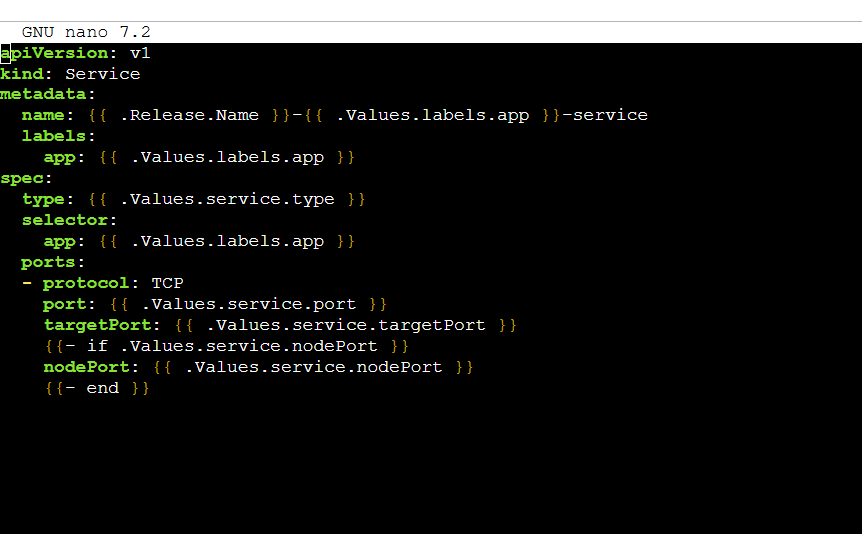 GNU nano 7.2
apiVersion: v1
kind: Service
metadata:
  name: {{ .Release.Name }}-{{ .Values.labels.app }}-service
  labels:
    app: {{ .Values.labels.app }}
spec:
  type: {{ .Values.service.type }}
  selector:
    app: {{ .Values.labels.app }}
  ports:
  - protocol: TCP
    port: {{ .Values.service.port }}
    targetPort: {{ .Values.service.targetPort }}
    {{- if .Values.service.nodePort }}
    nodePort: {{ .Values.service.nodePort }}
    {{- end }}